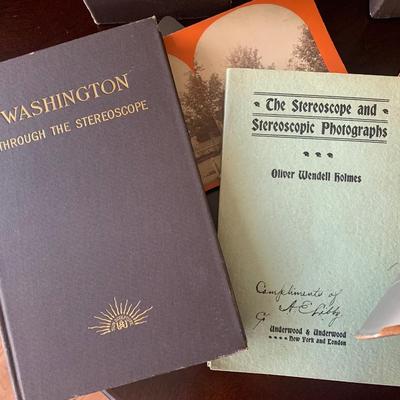 WASHINGTON
THROUGH THE STEREOSCOPE
The Stereoscope and
Stereoscopic Photographs
Oliver Wendell Holmes
Compliments of
A. E. Libby
Underwood & Underwood
New York and London